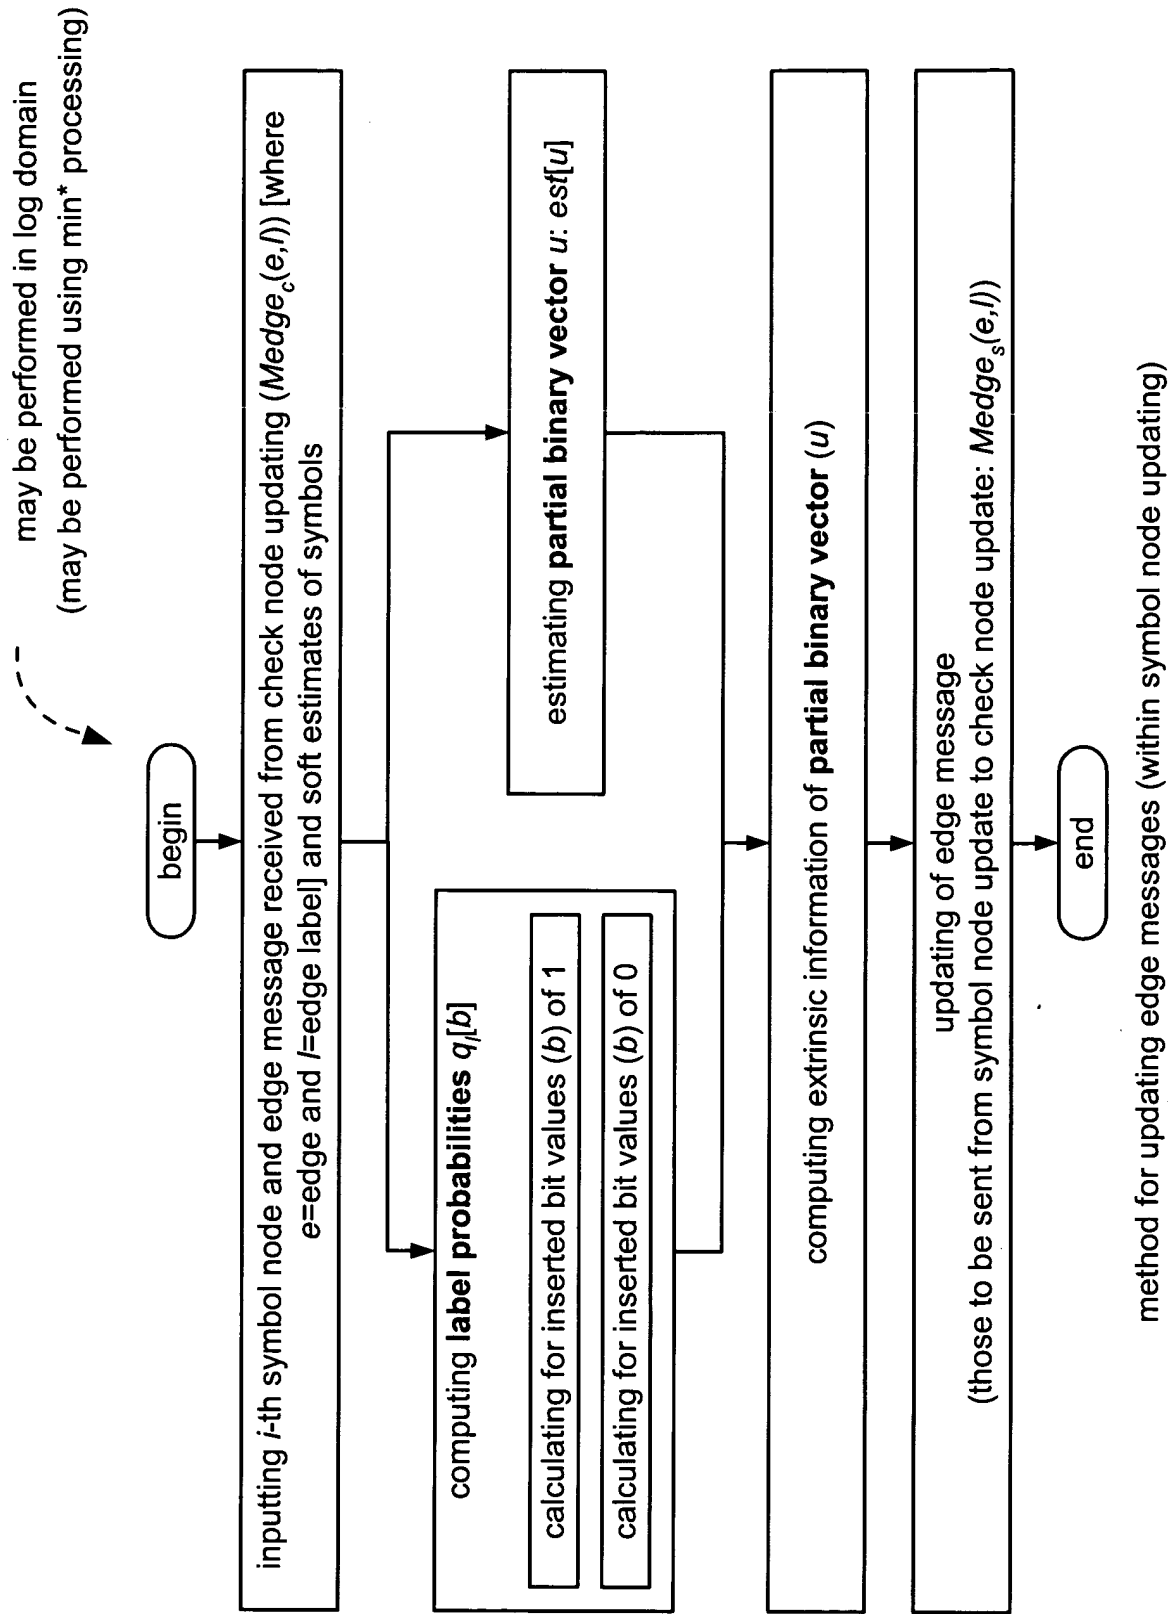 may be performed in log domain
(may be performed using min* processing)
begin
inputting i-th symbol node and edge message received from check node updating (Medge_c(e,l)) [where
e=edge and l=edge label] and soft estimates of symbols
computing label probabilities q_l[b]
calculating for inserted bit values (b) of 1
calculating for inserted bit values (b) of 0
estimating partial binary vector u: est[u]
computing extrinsic information of partial binary vector (u)
updating of edge message
(those to be sent from symbol node update to check node update: Medge_s(e,l))
end
method for updating edge messages (within symbol node updating)